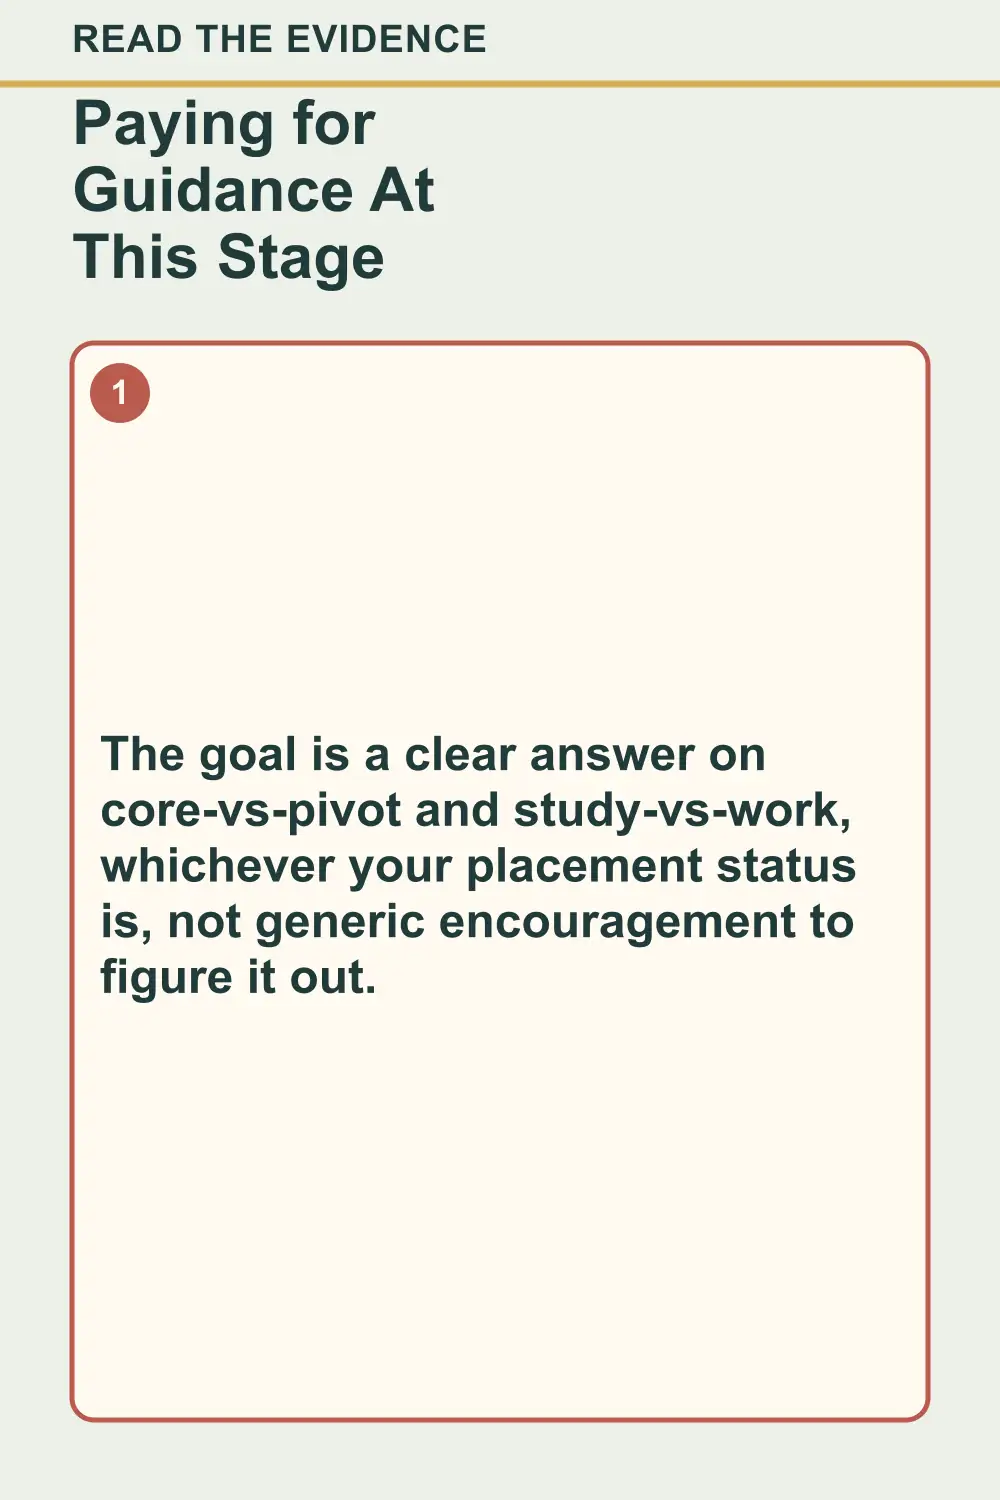 READ THE EVIDENCE
Paying for
Guidance At
This Stage
1
The goal is a clear answer on
core-vs-pivot and study-vs-work,
whichever your placement status
is, not generic encouragement to
figure it out.